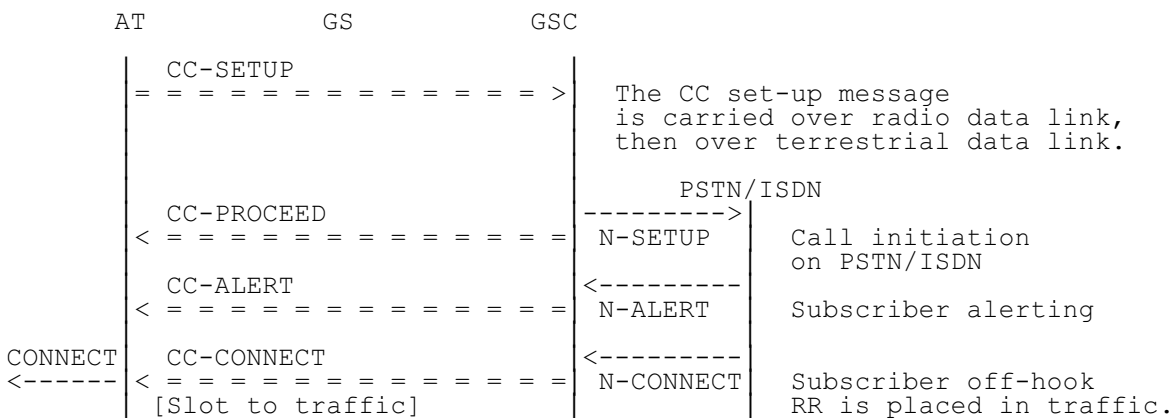 AT GS GSC
CC-SETUP
= = = = = = = = = = = = = > The CC set-up message
is carried over radio data link,
then over terrestrial data link.
PSTN/ISDN
CC-PROCEED --------->
< = = = = = = = = = = = = = N-SETUP Call initiation
on PSTN/ISDN
CC-ALERT <---------
< = = = = = = = = = = = = = N-ALERT Subscriber alerting
CONNECT CC-CONNECT <---------
<------ < = = = = = = = = = = = = = N-CONNECT Subscriber off-hook
[Slot to traffic] RR is placed in traffic.